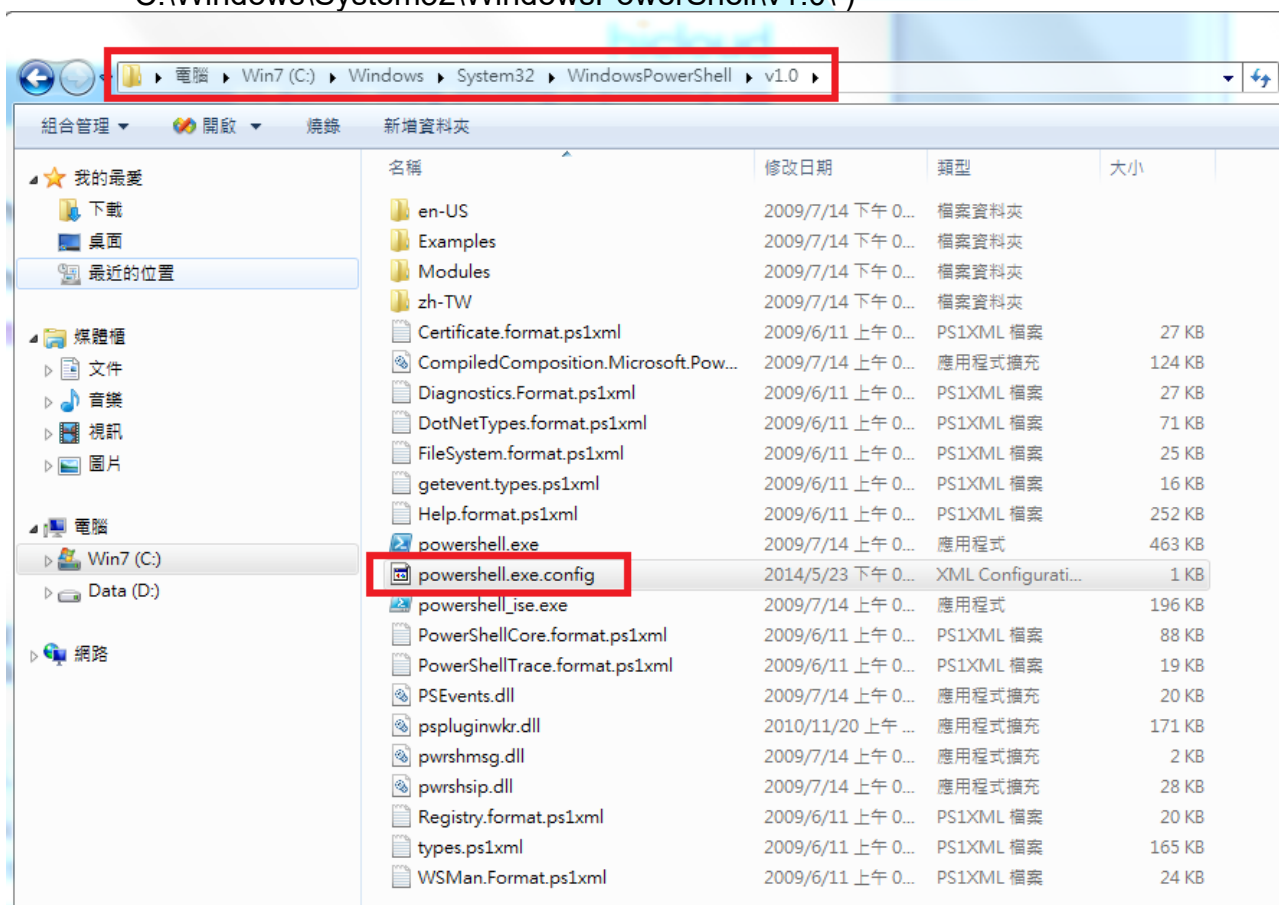 C:\Windows\System32\WindowsPowerShell\v1.0\ )
電腦 ▸ Win7 (C:) ▸ Windows ▸ System32 ▸ WindowsPowerShell ▸ v1.0 ▸
組合管理 ▼ 開啟 ▼ 燒錄 新增資料夾
名稱 修改日期 類型 大小
我的最愛
下載
桌面
最近的位置
媒體櫃
文件
音樂
視訊
圖片
電腦
Win7 (C:)
Data (D:)
網路
en-US 2009/7/14 下午 0... 檔案資料夾
Examples 2009/7/14 下午 0... 檔案資料夾
Modules 2009/7/14 下午 0... 檔案資料夾
zh-TW 2009/7/14 下午 0... 檔案資料夾
Certificate.format.ps1xml 2009/6/11 上午 0... PS1XML 檔案 27 KB
CompiledComposition.Microsoft.Pow... 2009/7/14 上午 0... 應用程式擴充 124 KB
Diagnostics.Format.ps1xml 2009/6/11 上午 0... PS1XML 檔案 27 KB
DotNetTypes.format.ps1xml 2009/6/11 上午 0... PS1XML 檔案 71 KB
FileSystem.format.ps1xml 2009/6/11 上午 0... PS1XML 檔案 25 KB
getevent.types.ps1xml 2009/6/11 上午 0... PS1XML 檔案 16 KB
Help.format.ps1xml 2009/6/11 上午 0... PS1XML 檔案 252 KB
powershell.exe 2009/7/14 上午 0... 應用程式 463 KB
powershell.exe.config 2014/5/23 下午 0... XML Configurati... 1 KB
powershell_ise.exe 2009/7/14 上午 0... 應用程式 196 KB
PowerShellCore.format.ps1xml 2009/6/11 上午 0... PS1XML 檔案 88 KB
PowerShellTrace.format.ps1xml 2009/6/11 上午 0... PS1XML 檔案 19 KB
PSEvents.dll 2009/7/14 上午 0... 應用程式擴充 20 KB
pspluginwkr.dll 2010/11/20 上午 ... 應用程式擴充 171 KB
pwrshmsg.dll 2009/7/14 上午 0... 應用程式擴充 2 KB
pwrshsip.dll 2009/7/14 上午 0... 應用程式擴充 28 KB
Registry.format.ps1xml 2009/6/11 上午 0... PS1XML 檔案 20 KB
types.ps1xml 2009/6/11 上午 0... PS1XML 檔案 165 KB
WSMan.Format.ps1xml 2009/6/11 上午 0... PS1XML 檔案 24 KB